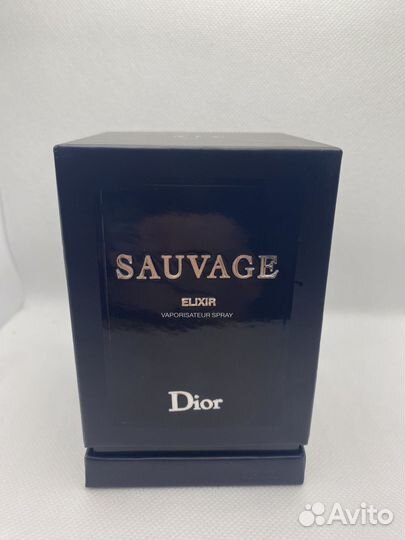 SAUVAGE
ELIXIR
VAPORISATEUR SPRAY
Dior
Avito